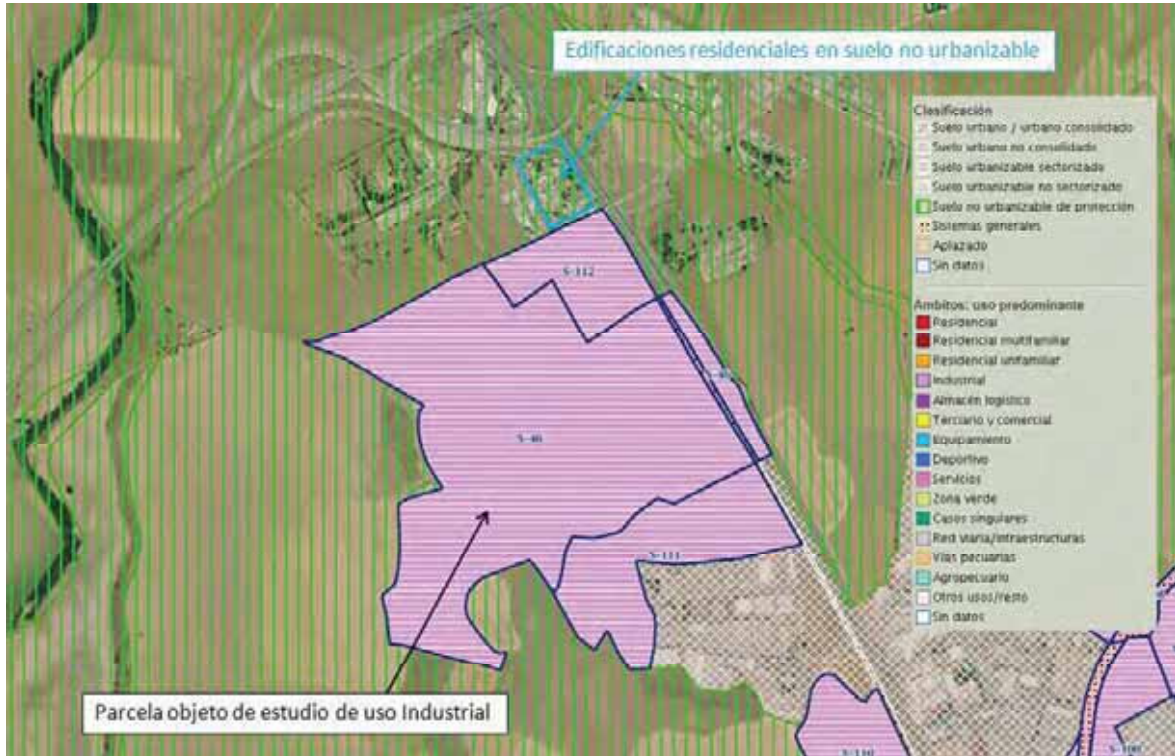 Edificaciones residenciales en suelo no urbanizable
Clasificación
Suelo urbano / urbano consolidado
Suelo urbano no consolidado
Suelo urbanizable sectorizado
Suelo urbanizable no sectorizado
Suelo no urbanizable de protección
Sistemas generales
Aplazado
Sin datos
Ámbitos: uso predominante
Residencial
Residencial multifamiliar
Residencial unifamiliar
Industrial
Almacén logístico
Terciario y comercial
Equipamiento
Deportivo
Servicios
Zona verde
Casos singulares
Red viaria/infraestructuras
Vías pecuarias
Agropecuario
Otros usos/resto
Sin datos
S-112
S-46
S-111
Parcela objeto de estudio de uso Industrial
S-110
S-100